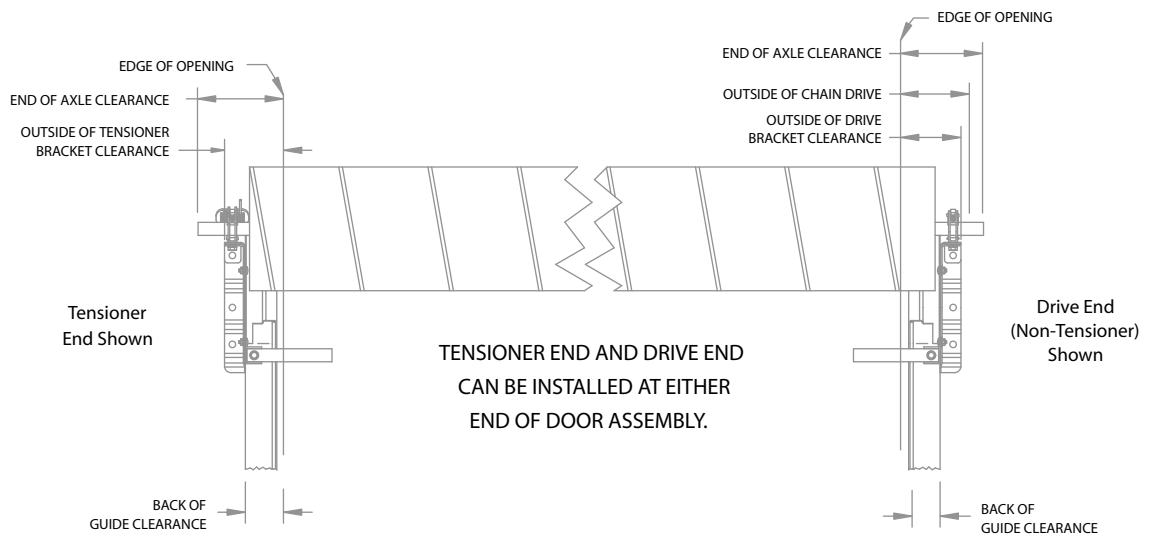 EDGE OF OPENING
END OF AXLE CLEARANCE
OUTSIDE OF TENSIONER
BRACKET CLEARANCE
EDGE OF OPENING
END OF AXLE CLEARANCE
OUTSIDE OF CHAIN DRIVE
OUTSIDE OF DRIVE
BRACKET CLEARANCE
Tensioner
End Shown
TENSIONER END AND DRIVE END
CAN BE INSTALLED AT EITHER
END OF DOOR ASSEMBLY.
Drive End
(Non-Tensioner)
Shown
BACK OF
GUIDE CLEARANCE
BACK OF
GUIDE CLEARANCE